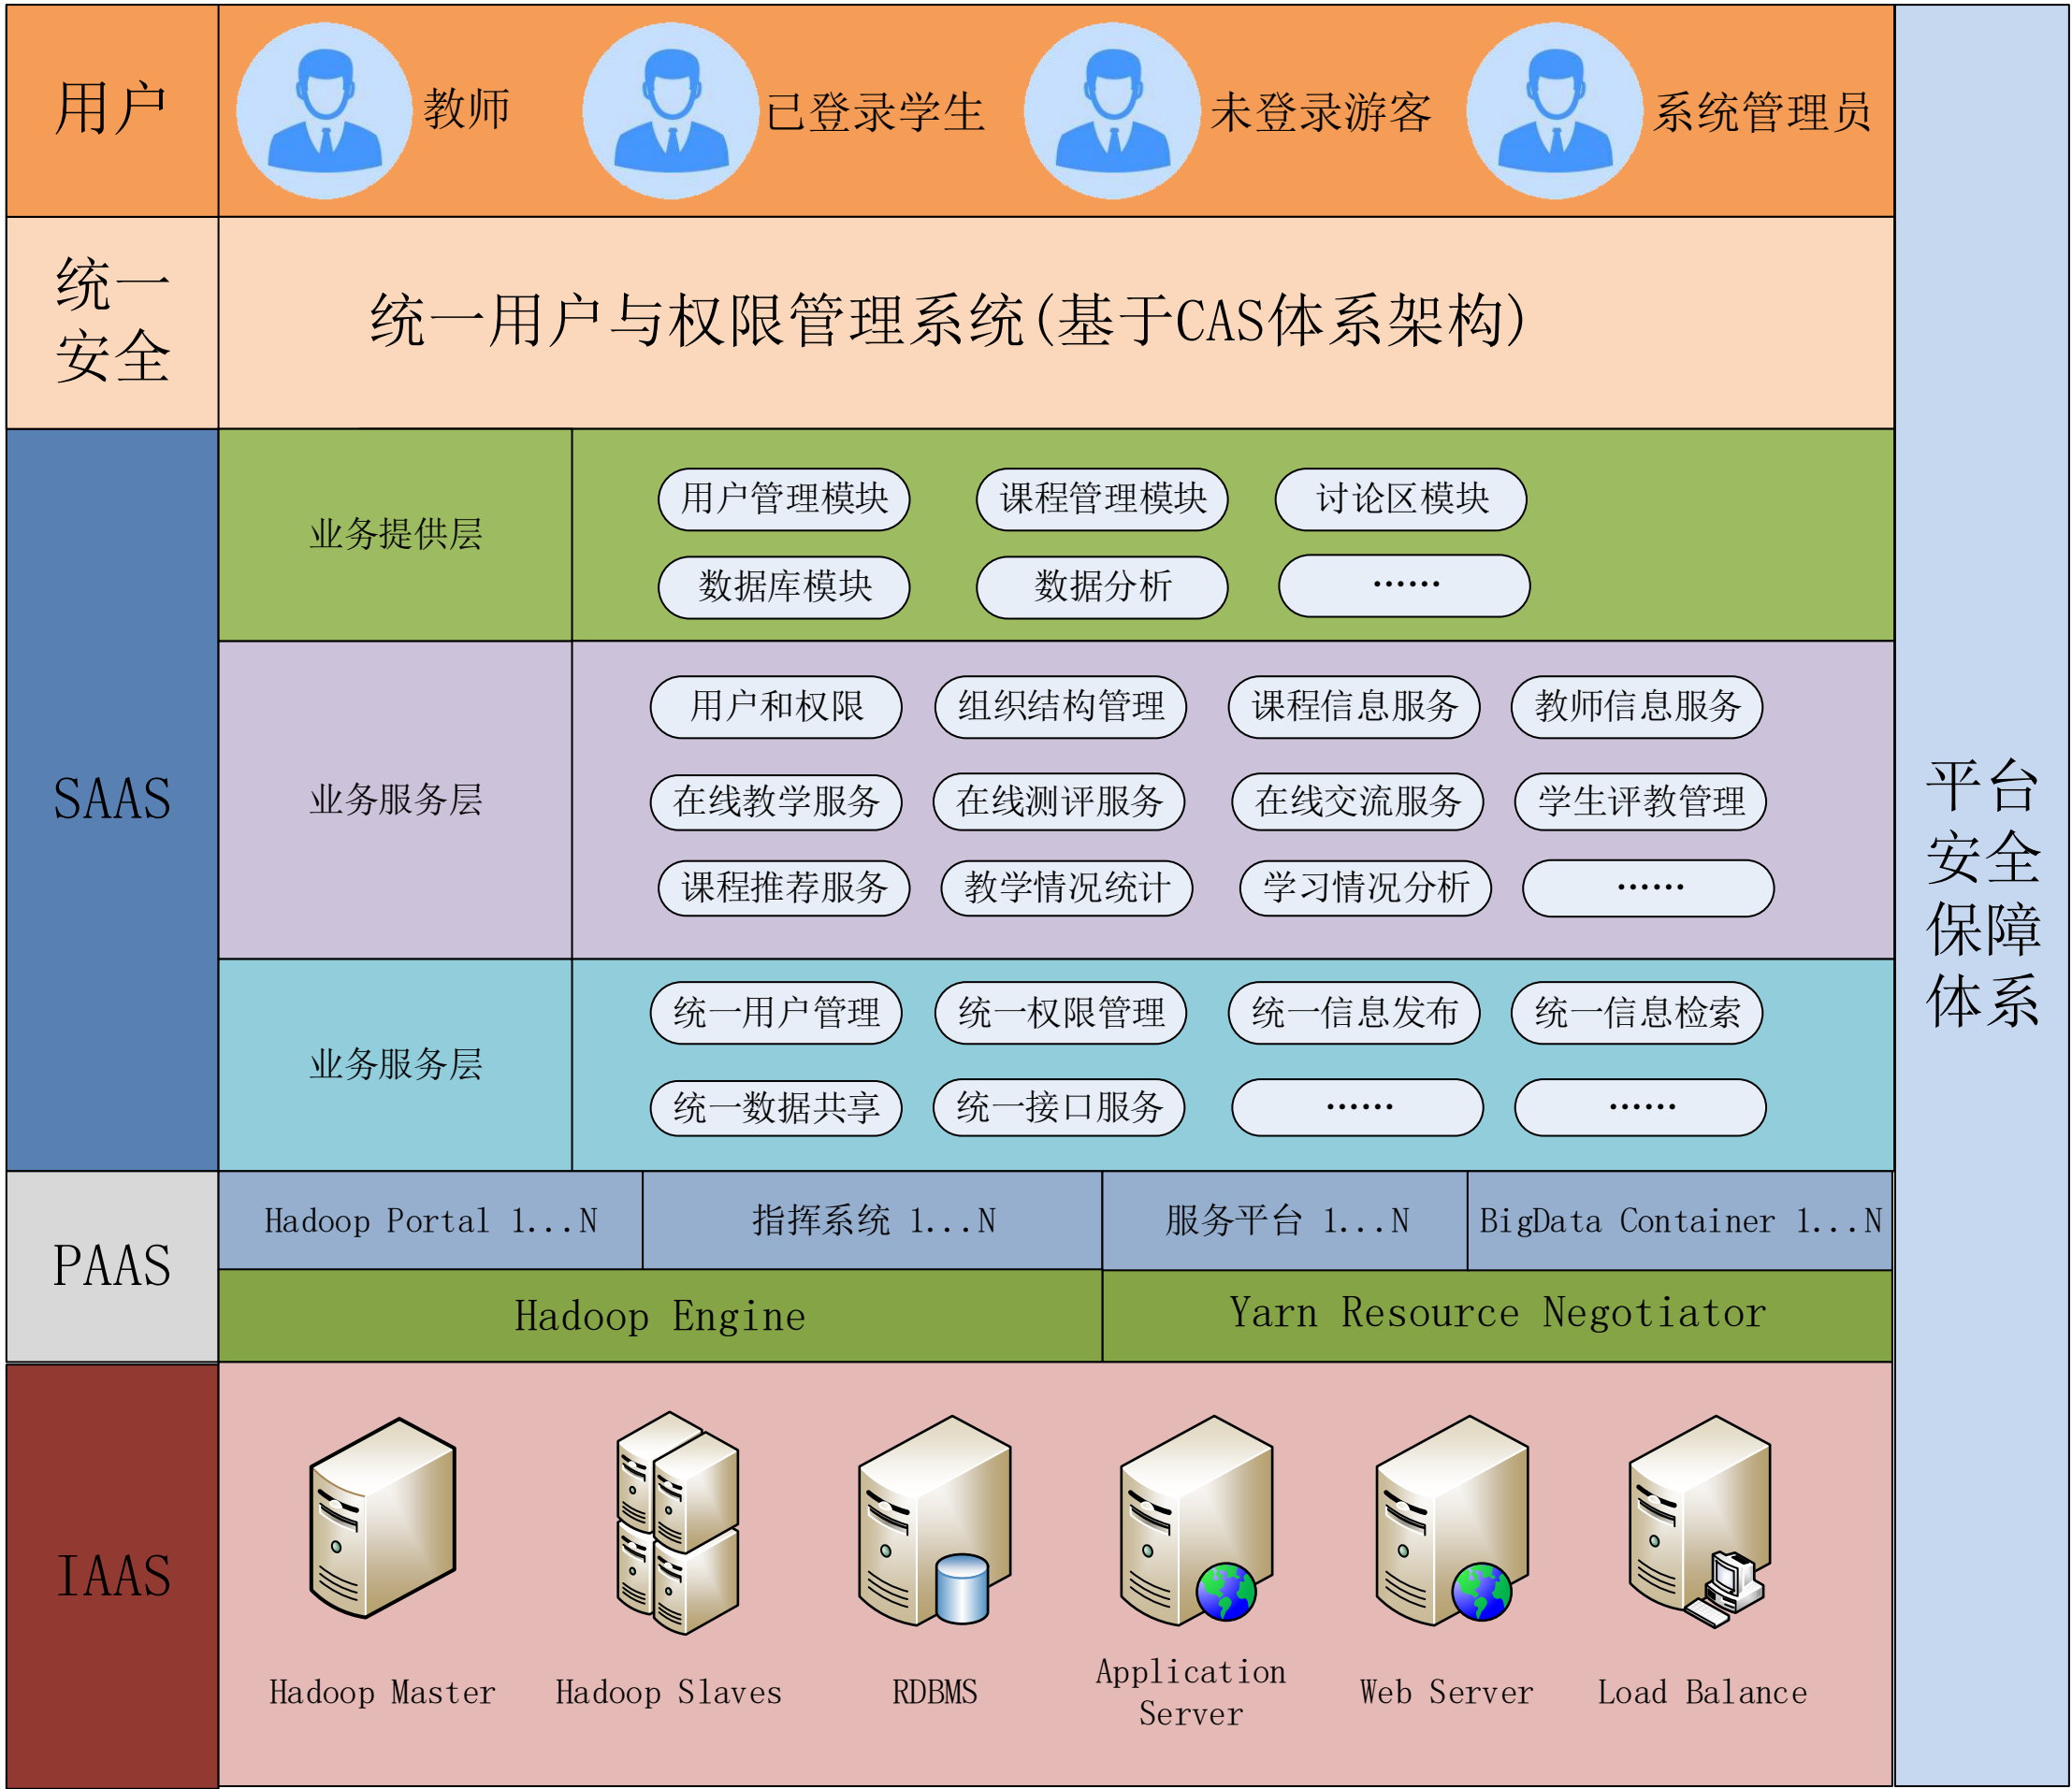 用户
教师
已登录学生
未登录游客
系统管理员
统一
安全
统一用户与权限管理系统(基于CAS体系架构)
SAAS
业务提供层
用户管理模块
课程管理模块
讨论区模块
数据库模块
数据分析
……
业务服务层
用户和权限
组织结构管理
课程信息服务
教师信息服务
在线教学服务
在线测评服务
在线交流服务
学生评教管理
课程推荐服务
教学情况统计
学习情况分析
……
业务服务层
统一用户管理
统一权限管理
统一信息发布
统一信息检索
统一数据共享
统一接口服务
……
……
PAAS
Hadoop Portal 1...N
指挥系统 1...N
服务平台 1...N
BigData Container 1...N
Hadoop Engine
Yarn Resource Negotiator
IAAS
Hadoop Master
Hadoop Slaves
RDBMS
Application
Server
Web Server
Load Balance
平台
安全
保障
体系